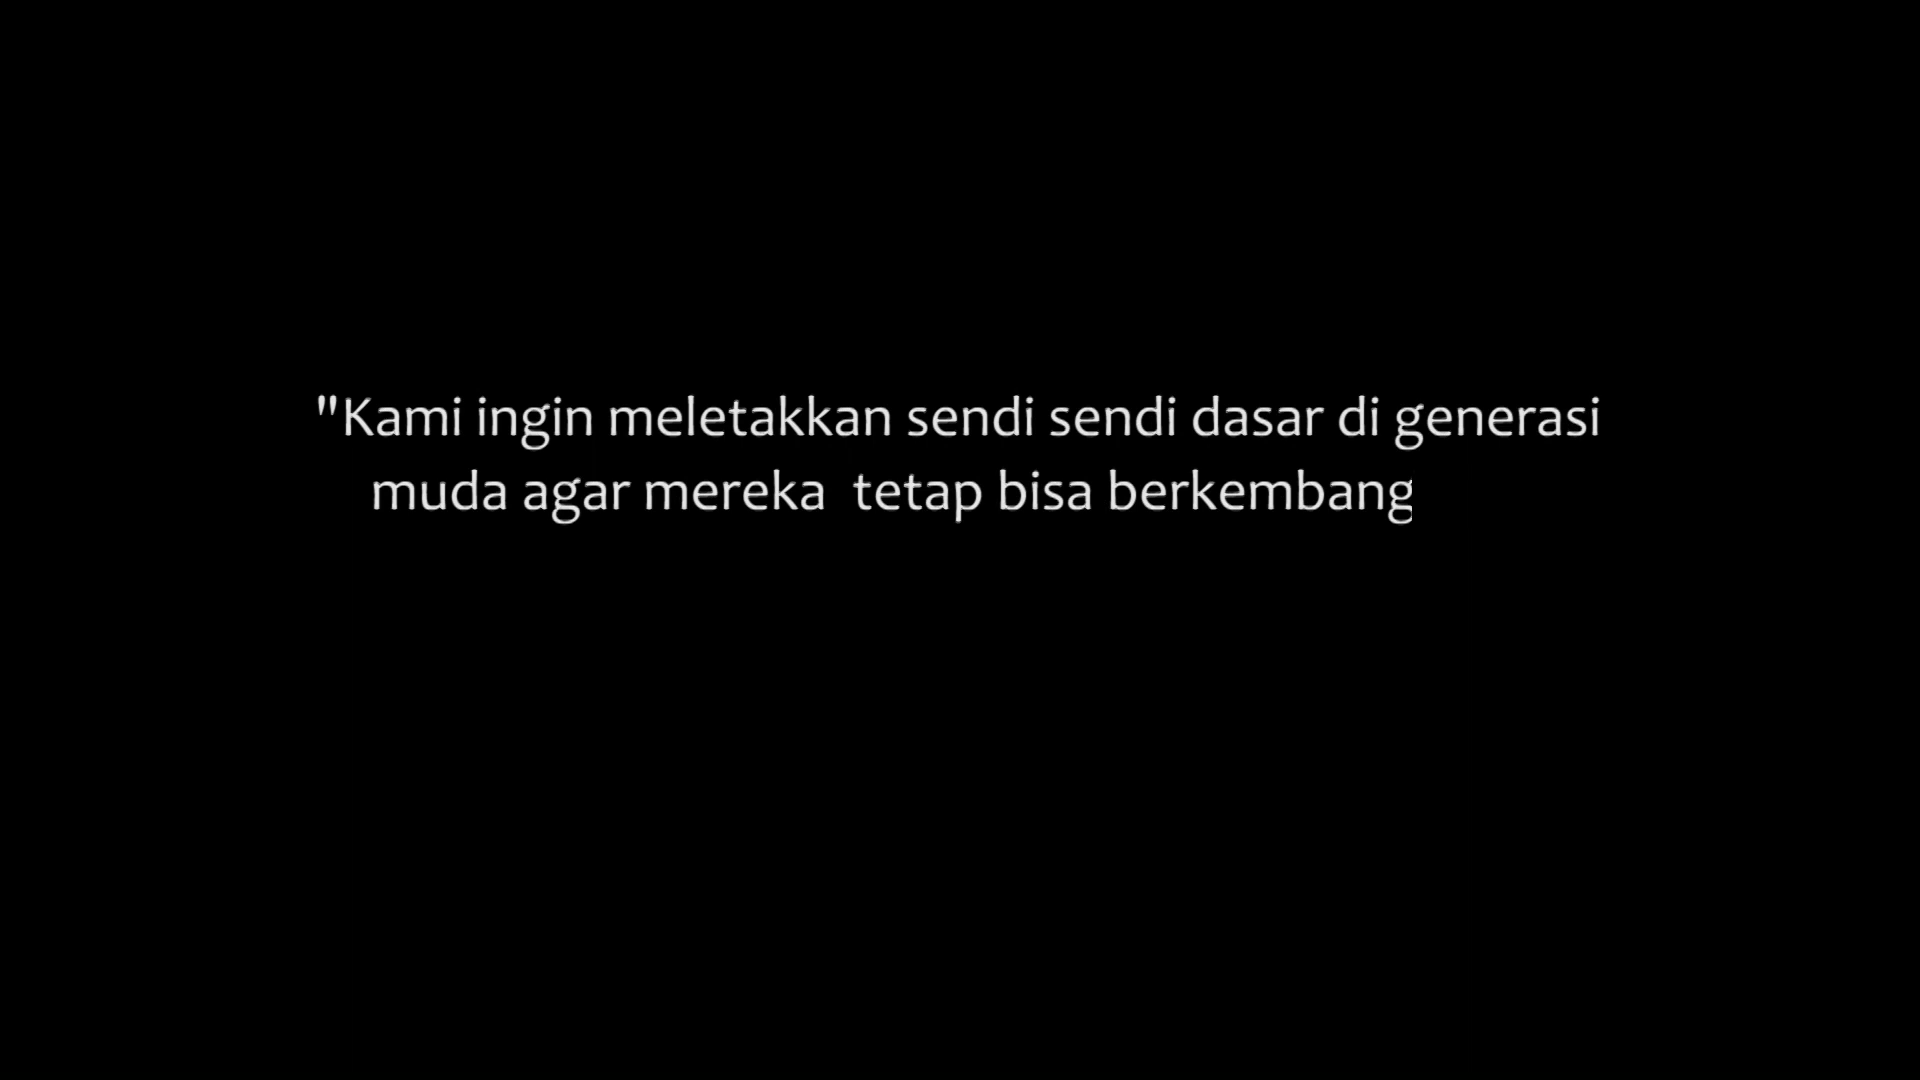 "Kami ingin meletakkan sendi sendi dasar di generasi
muda agar mereka  tetap bisa berkembang